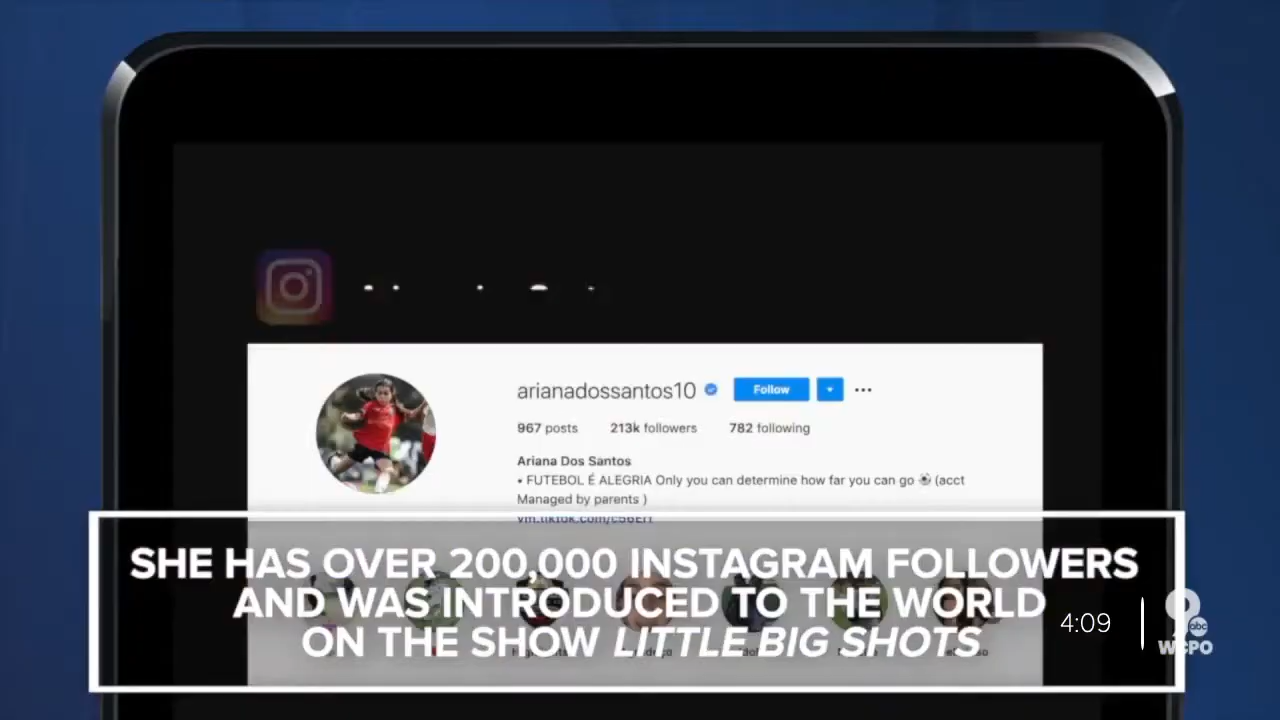 arianadossantos10
Follow
967 posts 213k followers 782 following
Ariana Dos Santos
• FUTEBOL É ALEGRIA Only you can determine how far you can go ⚽ (acct
Managed by parents )
SHE HAS OVER 200,000 INSTAGRAM FOLLOWERS
AND WAS INTRODUCED TO THE WORLD
ON THE SHOW LITTLE BIG SHOTS
4:09
9
abc
WCPO